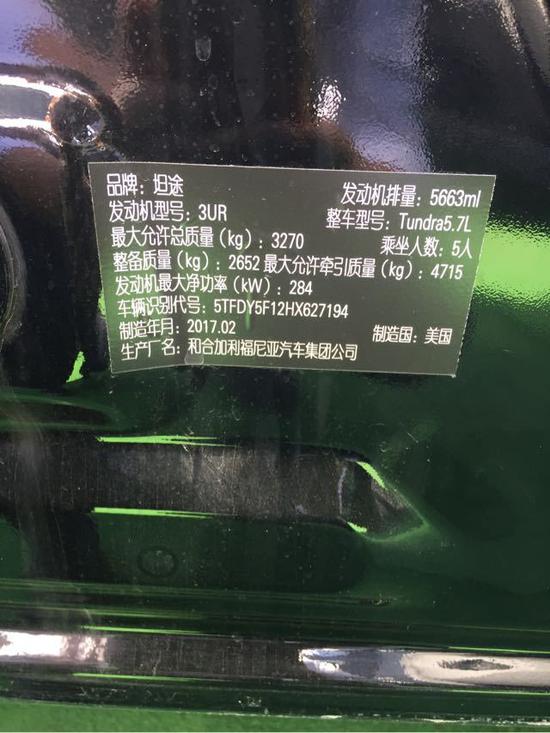 品牌：坦途 发动机排量：5663ml
发动机型号：3UR 整车型号：Tundra5.7L
最大允许总质量（kg）：3270 乘坐人数：5人
整备质量（kg）：2652 最大允许牵引质量（kg）：4715
发动机最大净功率（kW）：284
车辆识别代号：5TFDY5F12HX627194
制造年月：2017.02 制造国：美国
生产厂名：和合加利福尼亚汽车集团公司